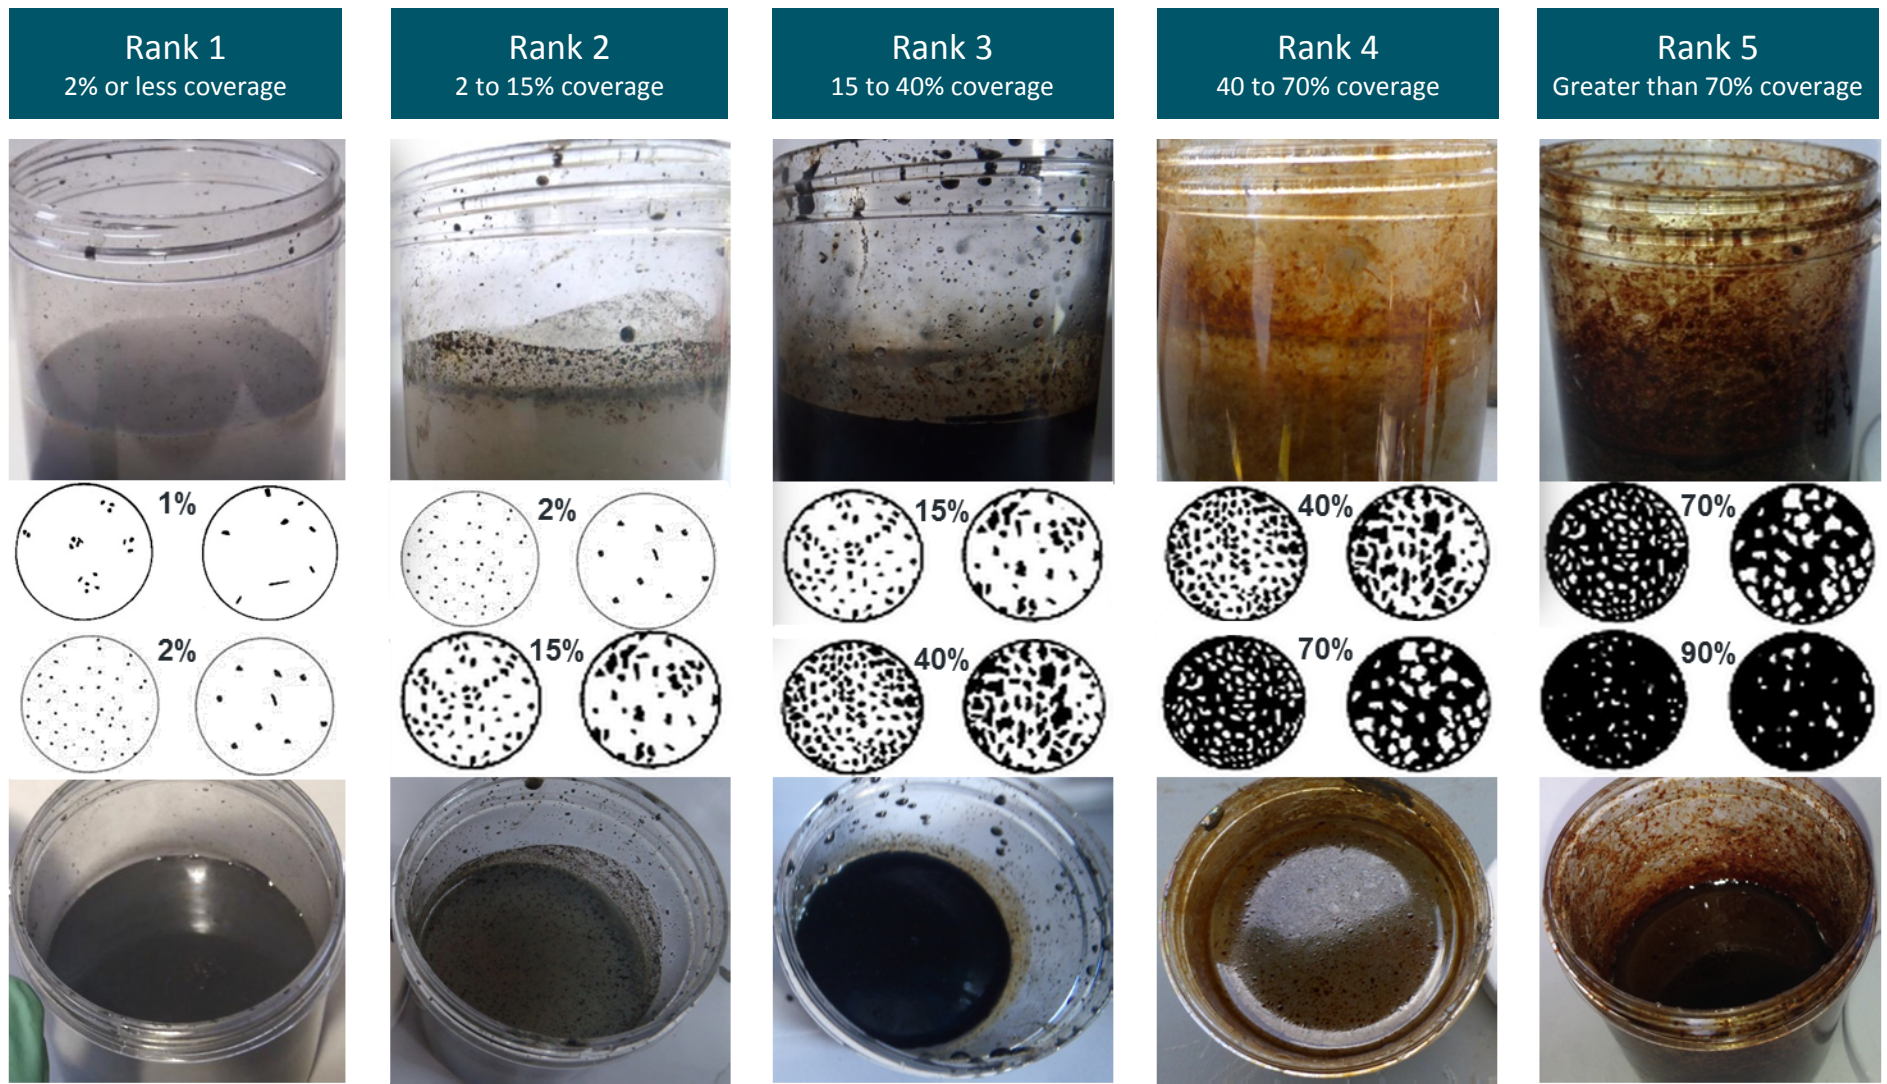 Rank 1
2% or less coverage
Rank 2
2 to 15% coverage
Rank 3
15 to 40% coverage
Rank 4
40 to 70% coverage
Rank 5
Greater than 70% coverage
1%
2%
15%
40%
70%
2%
15%
40%
70%
90%